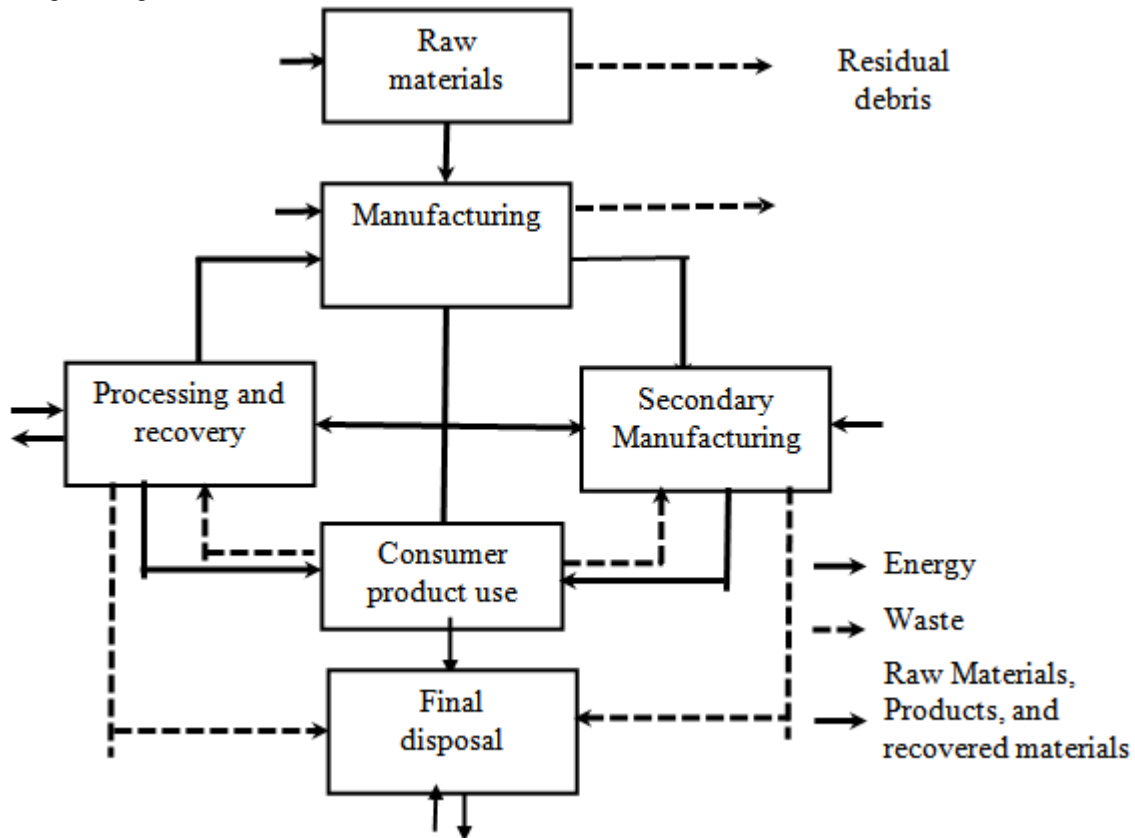 Raw
materials
Residual
debris
Manufacturing
Processing and
recovery
Secondary
Manufacturing
Consumer
product use
Energy
Waste
Raw Materials,
Products, and
recovered materials
Final
disposal